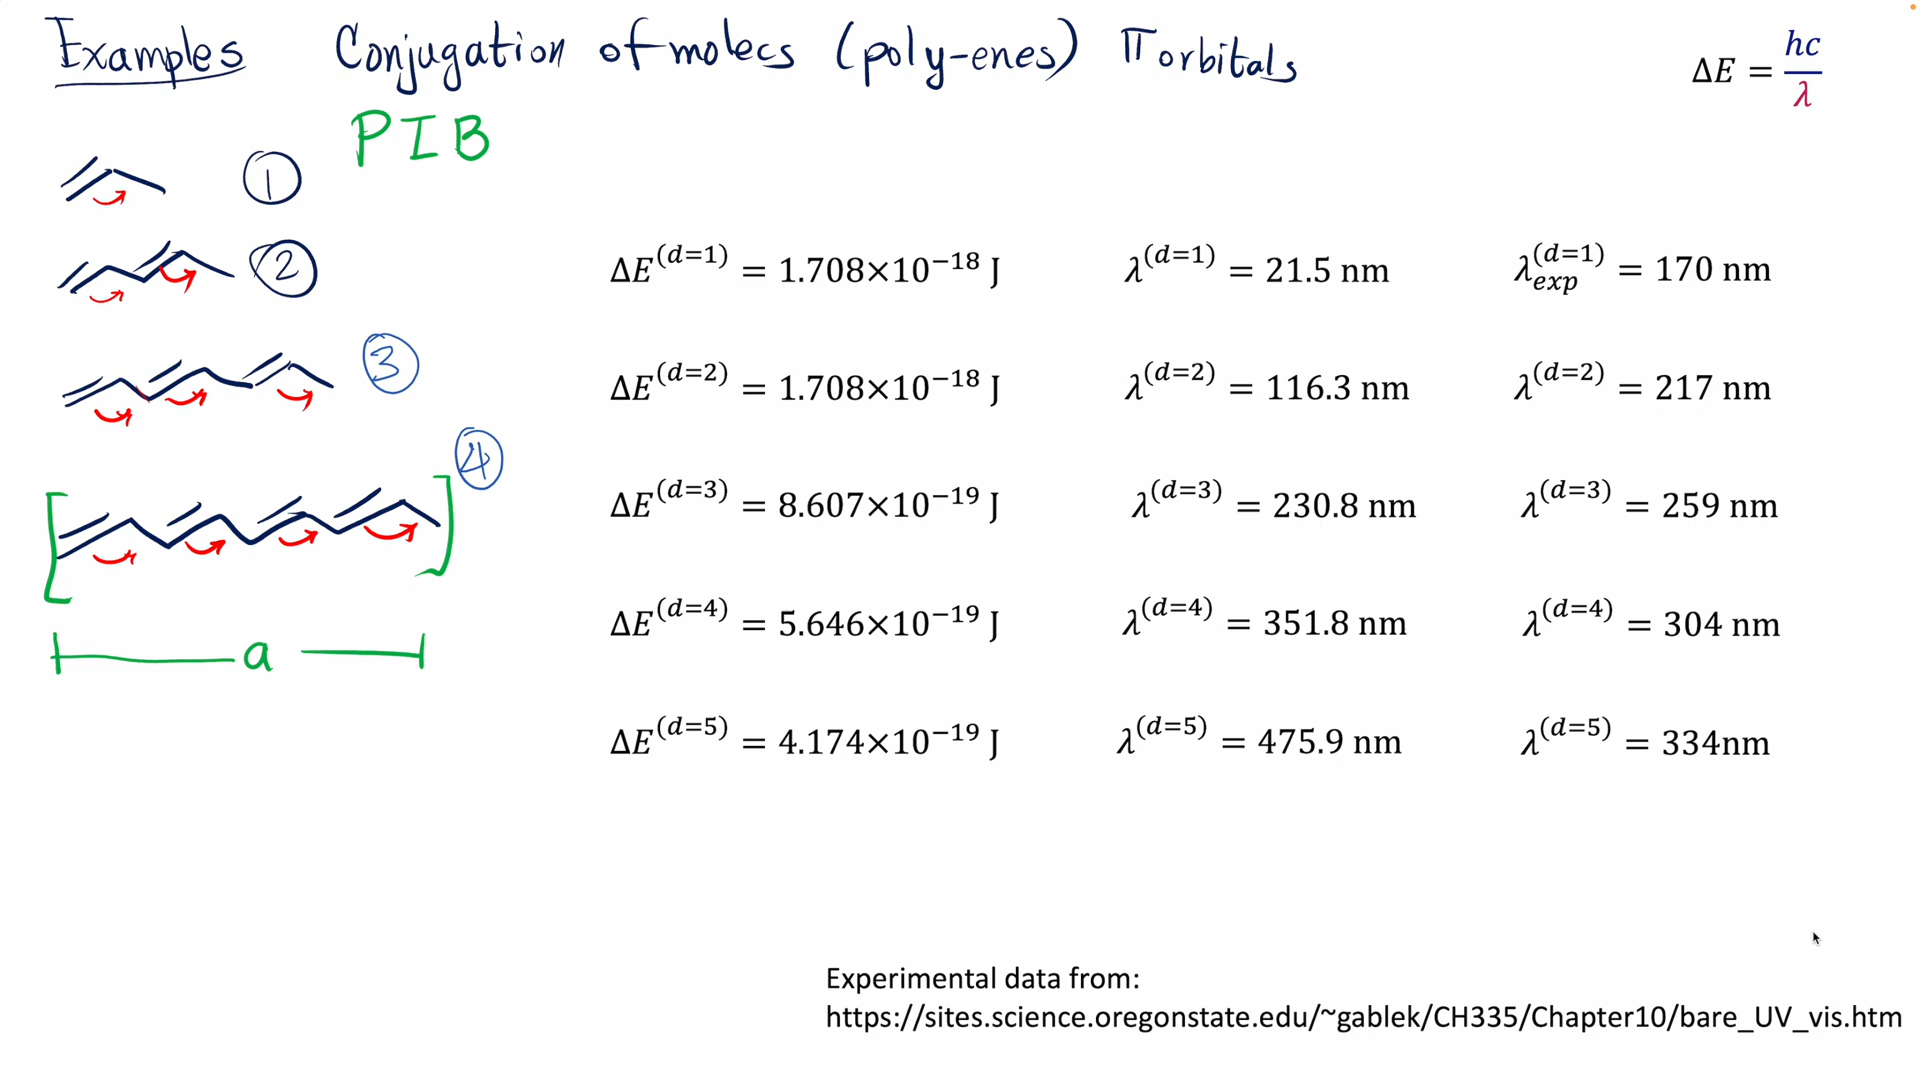 Examples Conjugation of molecs (poly-enes) π orbitals
ΔE = hc/λ
PIB
1
2
3
4
a
ΔE^(d=1) = 1.708×10^−18 J λ^(d=1) = 21.5 nm λ_exp^(d=1) = 170 nm
ΔE^(d=2) = 1.708×10^−18 J λ^(d=2) = 116.3 nm λ^(d=2) = 217 nm
ΔE^(d=3) = 8.607×10^−19 J λ^(d=3) = 230.8 nm λ^(d=3) = 259 nm
ΔE^(d=4) = 5.646×10^−19 J λ^(d=4) = 351.8 nm λ^(d=4) = 304 nm
ΔE^(d=5) = 4.174×10^−19 J λ^(d=5) = 475.9 nm λ^(d=5) = 334nm
Experimental data from:
https://sites.science.oregonstate.edu/~gablek/CH335/Chapter10/bare_UV_vis.htm